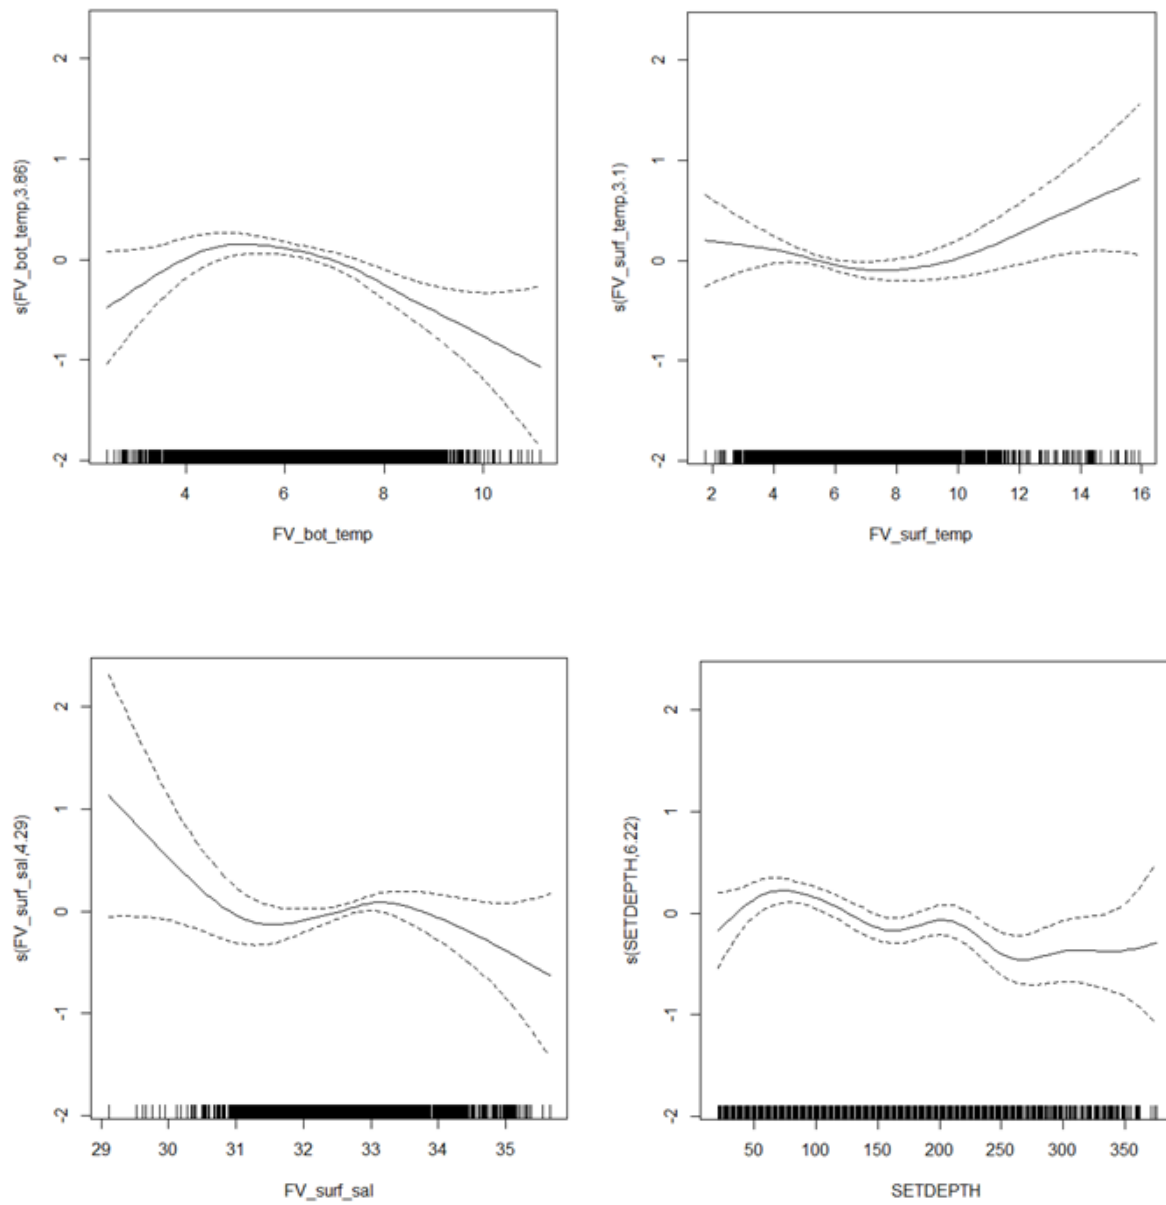 s(FV_bot_temp,3.86)
2
1
0
-1
-2
4 6 8 10
FV_bot_temp
s(FV_surf_temp,3.1)
2
1
0
-1
-2
2 4 6 8 10 12 14 16
FV_surf_temp
s(FV_surf_sal,4.29)
2
1
0
-1
-2
29 30 31 32 33 34 35
FV_surf_sal
s(SETDEPTH,6.22)
2
1
0
-1
-2
50 100 150 200 250 300 350
SETDEPTH